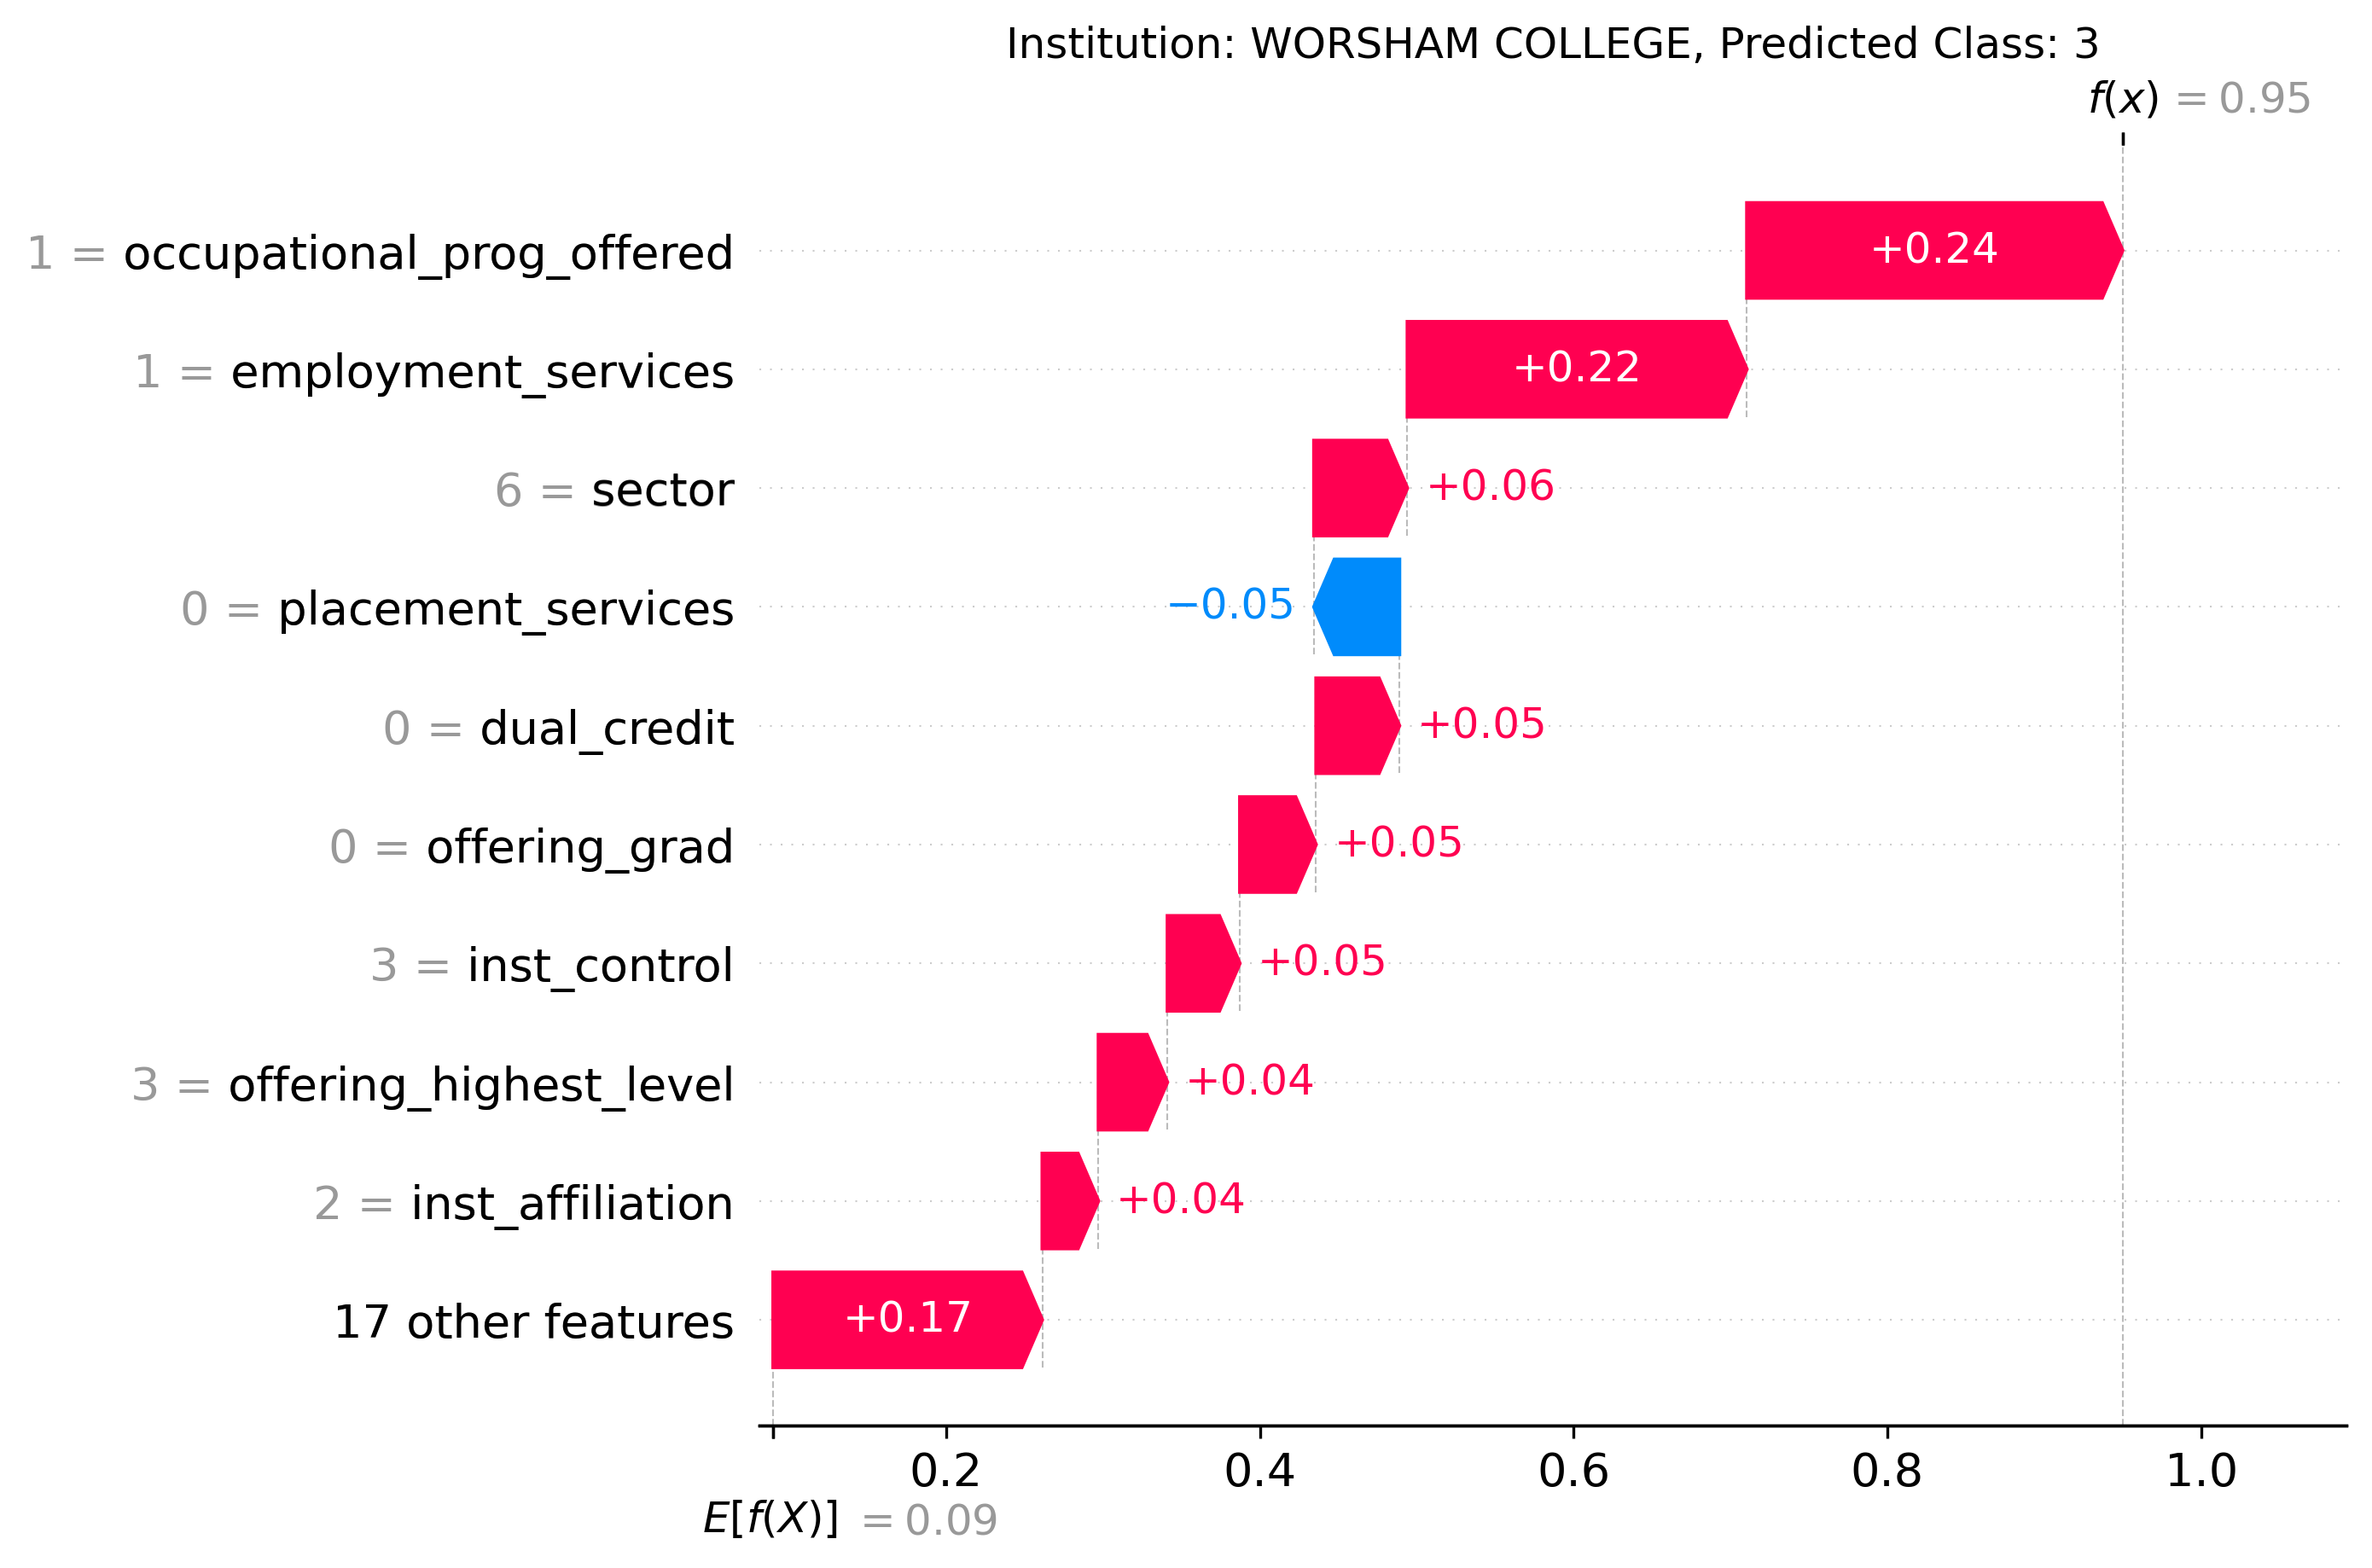 Institution: WORSHAM COLLEGE, Predicted Class: 3
f(x) = 0.95
1 = occupational_prog_offered +0.24
1 = employment_services +0.22
6 = sector +0.06
0 = placement_services −0.05
0 = dual_credit +0.05
0 = offering_grad +0.05
3 = inst_control +0.05
3 = offering_highest_level +0.04
2 = inst_affiliation +0.04
17 other features +0.17
0.2 0.4 0.6 0.8 1.0
E[f(X)] = 0.09